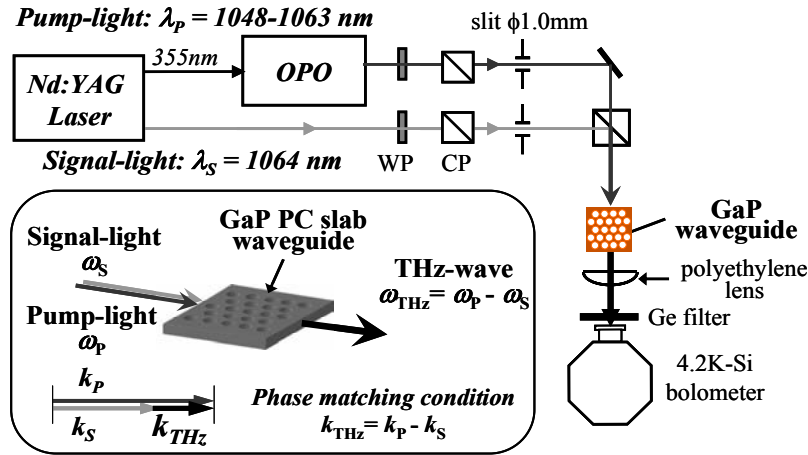 Pump-light: λP = 1048-1063 nm
slit ϕ1.0mm
355nm
OPO
Nd:YAG
Laser
Signal-light: λS = 1064 nm
WP
CP
GaP PC slab
waveguide
Signal-light
ωS
Pump-light
ωP
THz-wave
ωTHz= ωP - ωS
kP
kS
kTHz
Phase matching condition
kTHz= kP - kS
GaP
waveguide
polyethylene
lens
Ge filter
4.2K-Si
bolometer